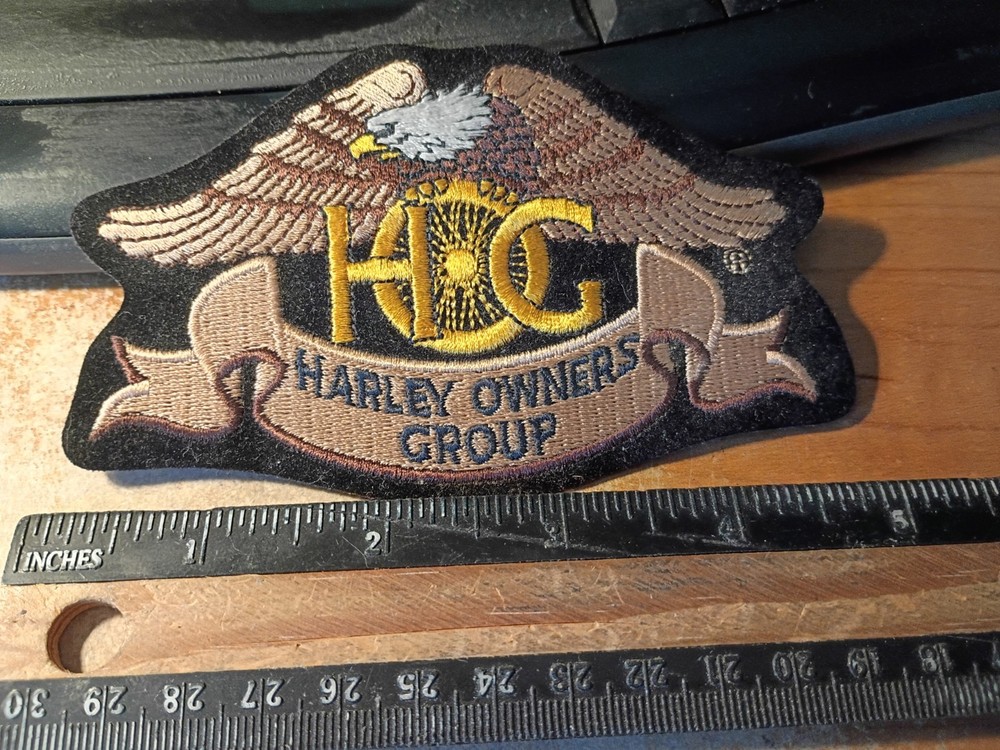 HOG
®
HARLEY OWNERS
GROUP
1 2 3 4 5
INCHES
30 29 28 27 26 25 24 23 22 21 20 19 18